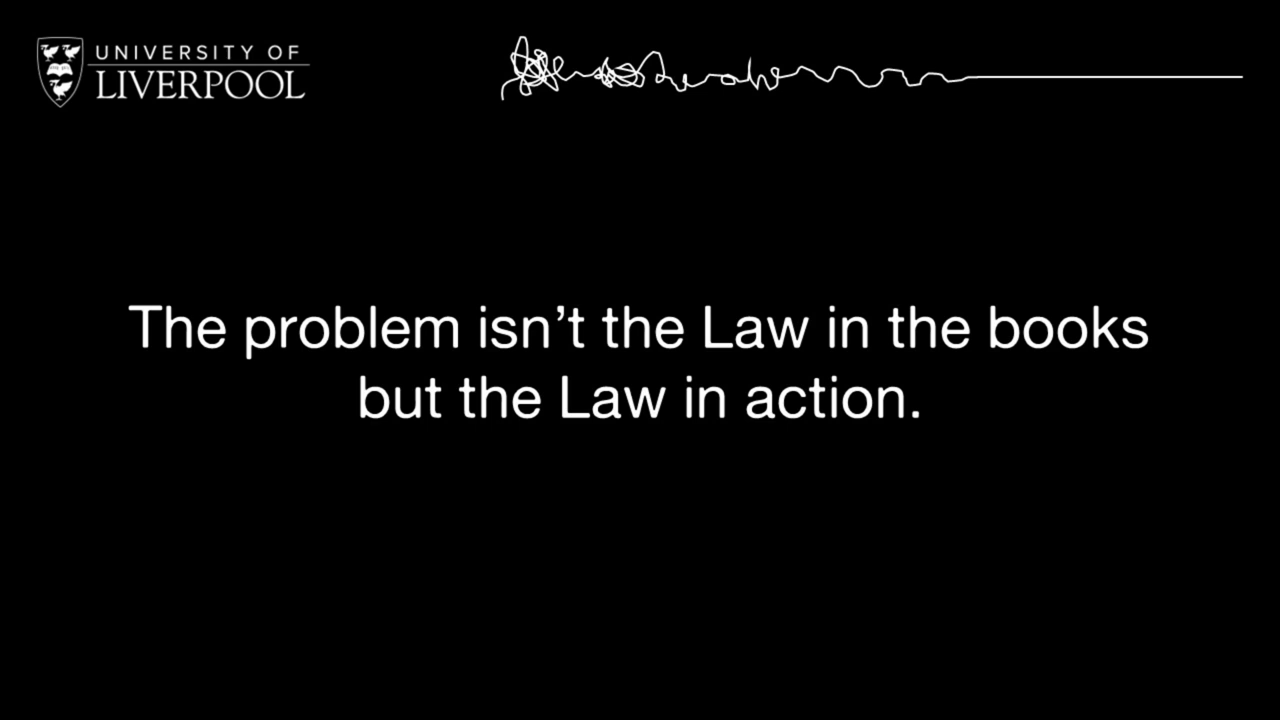 UNIVERSITY OF
LIVERPOOL
The problem isn’t the Law in the books
but the Law in action.